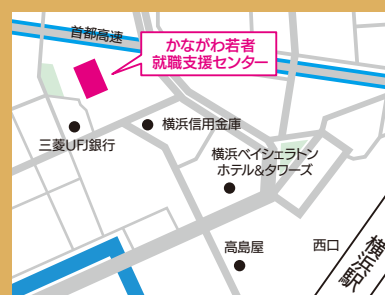 首都高速
かながわ若者
就職支援センター
横浜信用金庫
三菱UFJ銀行
横浜ベイシェラトン
ホテル&タワーズ
高島屋
西口
横浜駅